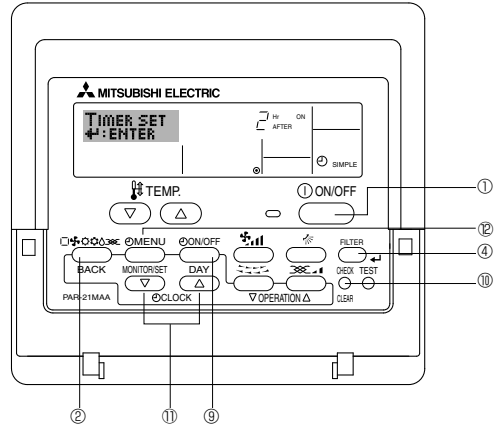 MITSUBISHI ELECTRIC
TIMER SET
↵:ENTER
2 Hr ON
AFTER
SIMPLE
TEMP.
ON/OFF
①
⑫
MENU ON/OFF FILTER
④
BACK MONITOR/SET DAY CHECK TEST
⑩
PAR-21MAA CLOCK ▽ OPERATION △ CLEAR
② ⑪ ⑨